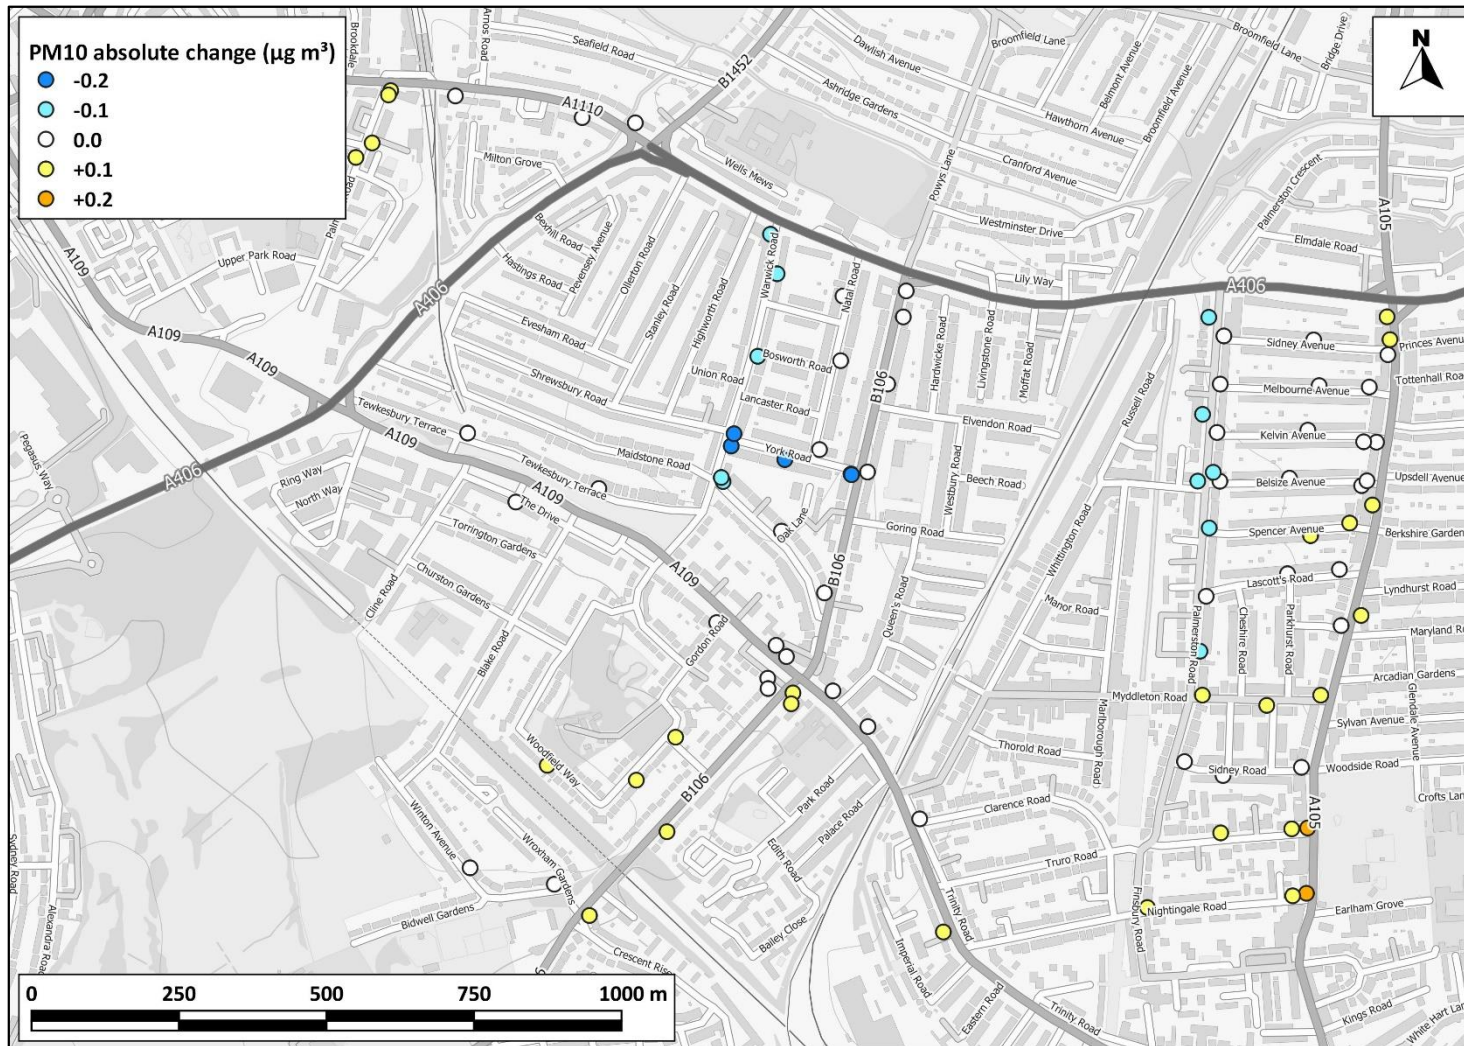 PM10 absolute change (µg m³)
-0.2
-0.1
0.0
+0.1
+0.2
N
Brookdale
Arnos Road
Seafield Road
B1452
Dawlish Avenue
Broomfield Lane
Broomfield Lane
Bridge Drive
A1110
Ashridge Gardens
Belmont Avenue
Broomfield Avenue
Hawthorn Avenue
Milton Grove
Wells Mews
Cranford Avenue
Powys Lane
Palmerston Crescent
Westminster Drive
A105
Elmdale Road
Bexhill Road
Pevensey Avenue
Ollerton Road
Hastings Road
Upper Park Road
A109
Warwick Road
Natal Road
Lily Way
A406
A406
Stanley Road
Highworth Road
Evesham Road
A109
A109
Bosworth Road
Hardwicke Road
Livingstone Road
Moffat Road
Sidney Avenue
Princes Avenue
Union Road
Shrewsbury Road
Lancaster Road
B106
Russell Road
Melbourne Avenue
Tottenhall Road
Tewkesbury Terrace
A109
Elvendon Road
Kelvin Avenue
York Road
Maidstone Road
Pegasus Way
A406
Ring Way
North Way
Tewkesbury Terrace
A109
The Drive
Westbury Road
Beech Road
Belsize Avenue
Upsdell Avenue
Torrington Gardens
Oak Lane
Goring Road
Whittington Road
Spencer Avenue
Berkshire Gardens
Churston Gardens
A109
B106
Cline Road
Queen's Road
Manor Road
Lascott's Road
Lyndhurst Road
Blake Road
Gordon Road
Palmerston Road
Cheshire Road
Parkhurst Road
Arcadian Gardens
Myddleton Road
Marlborough Road
Glendale Avenue
Sylvan Avenue
Woodfield Way
Thorold Road
Sidney Road
Woodside Road
B106
Park Road
Palace Road
Clarence Road
A105
Winton Avenue
Wroxham Gardens
Edith Road
Truro Road
Sydney Road
Alexandra Road
Bidwell Gardens
Bailey Close
Trinity Road
Finsbury Road
Nightingale Road
Earlham Grove
Imperial Road
Eastern Road
Trinity Road
Kings Road
0 250 500 750 1000 m